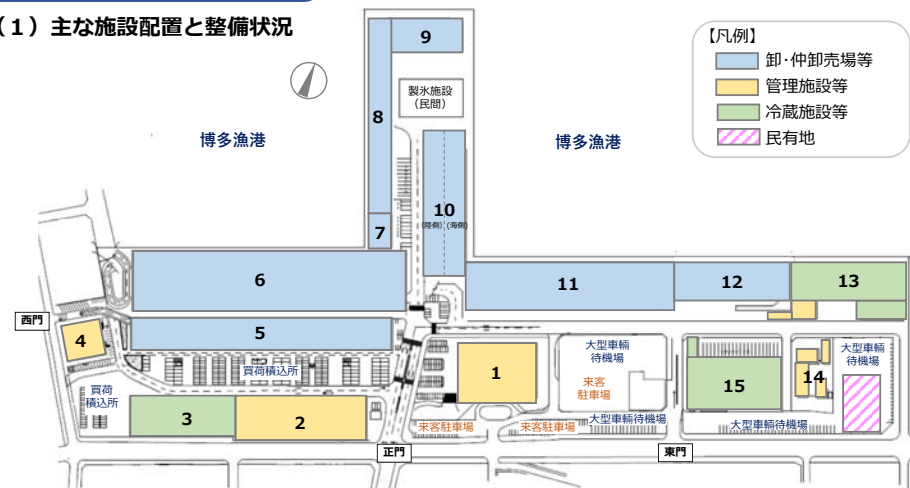 (１)主な施設配置と整備状況
【凡例】
卸・仲卸売場等
管理施設等
冷蔵施設等
民有地
9
製氷施設
（民間）
8
博多漁港
博多漁港
10
(陸側) (海側)
7
6
11
12
13
西門
4
5
買荷積込所
買荷
積込所
3
2
1
大型車輌
待機場
来客
駐車場
15
14
大型車輌
待機場
来客駐車場
来客駐車場
大型車輌待機場
大型車輌待機場
正門
東門